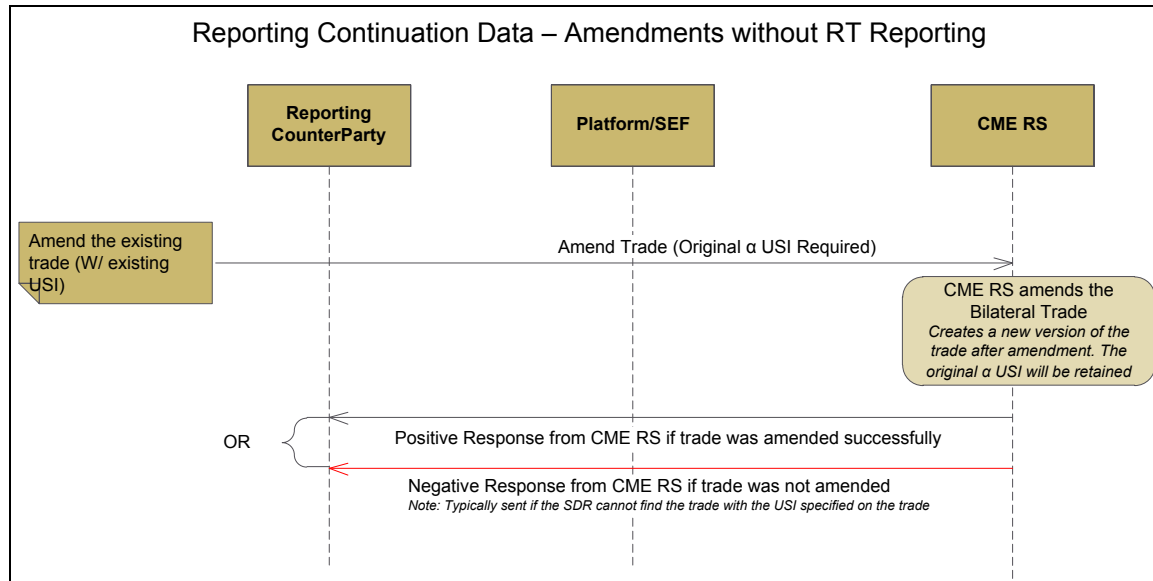 Reporting Continuation Data – Amendments without RT Reporting
Reporting
CounterParty
Platform/SEF
CME RS
Amend the existing
trade (W/ existing
USI)
Amend Trade (Original α USI Required)
CME RS amends the
Bilateral Trade
Creates a new version of the
trade after amendment. The
original α USI will be retained
OR
Positive Response from CME RS if trade was amended successfully
Negative Response from CME RS if trade was not amended
Note: Typically sent if the SDR cannot find the trade with the USI specified on the trade